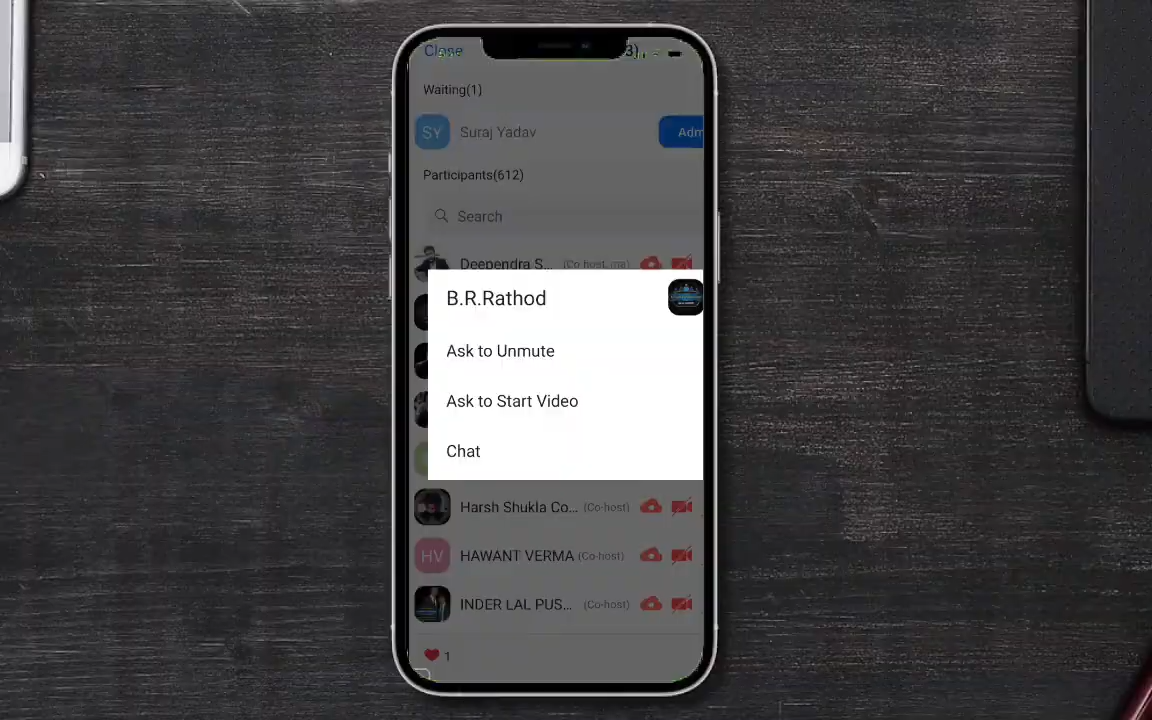 Close 3)
Waiting(1)
SY Suraj Yadav Adm
Participants(612)
Search
Deependra S... (Co-host, me)
B.R.Rathod
Ask to Unmute
Ask to Start Video
Chat
Harsh Shukla Co... (Co-host)
HV HAWANT VERMA (Co-host)
INDER LAL PUS... (Co-host)
1